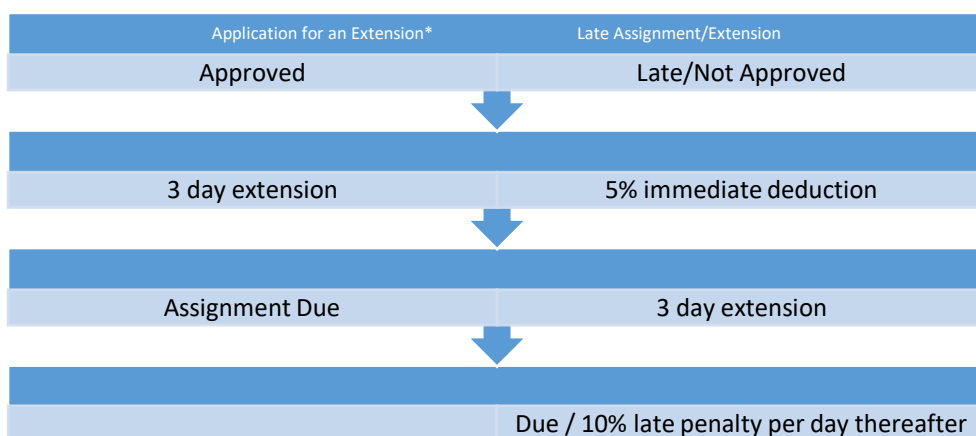 Application for an Extension* Late Assignment/Extension
Approved Late/Not Approved
3 day extension 5% immediate deduction
Assignment Due 3 day extension
Due / 10% late penalty per day thereafter